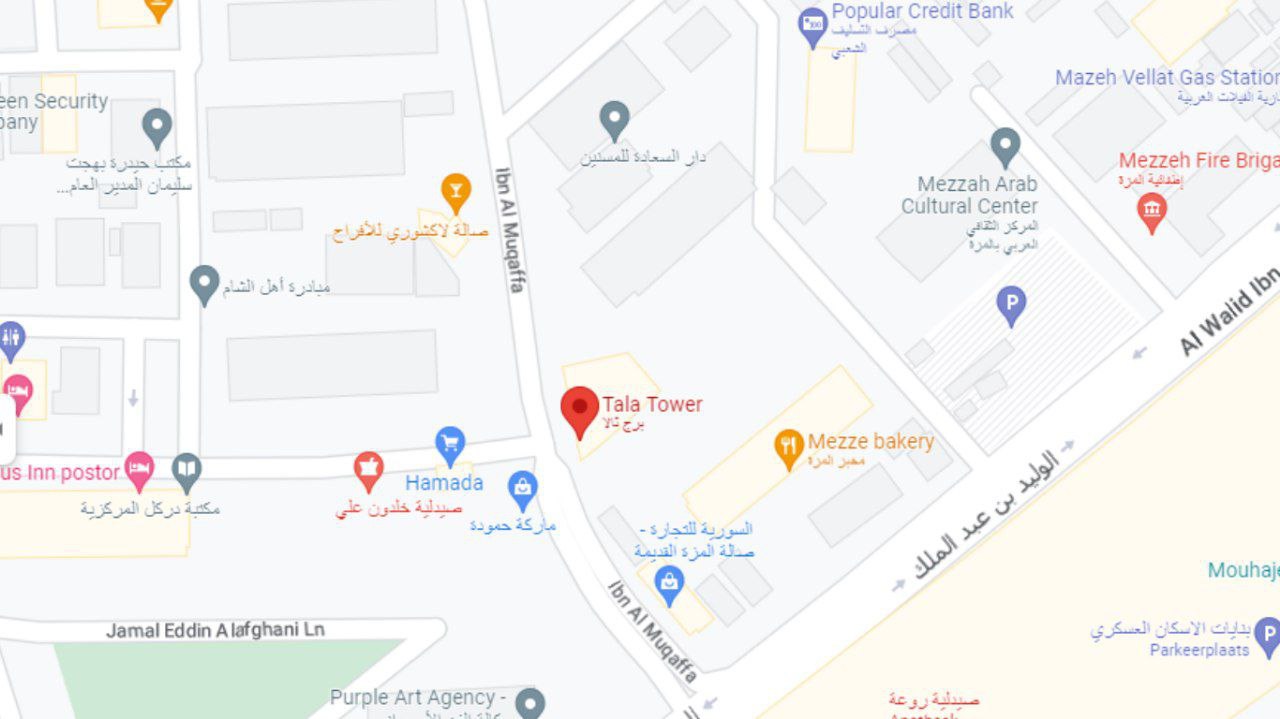 Popular Credit Bank
مصرف التسليف
الشعبي
Mazeh Vellat Gas Station
een Security
pany
مكتب حيدرة بهجت
سليمان المدير العام...
دار السعادة للمسنين
Mezzeh Fire Briga
إطفائية المزة
Mezzah Arab
Cultural Center
المركز الثقافي
العربي بالمزة
Ibn Al Muqaffa
صالة لاكشوري للأفراح
مبادرة أهل الشام
P
Al Walid Ibn
Tala Tower
برج تالا
Mezze bakery
مخبز المزة
us Inn postor
مكتبة دركل المركزية
Hamada
صيدلية خلدون علي
ماركة حمودة
السورية للتجارة -
صالة المزة القديمة
الوليد بن عبد الملك
Ibn Al Muqaffa
Mouhaje
بنايات الاسكان العسكري
Parkeerplaats
P
Jamal Eddin Alafghani Ln
Purple Art Agency -
صيدلية روعة